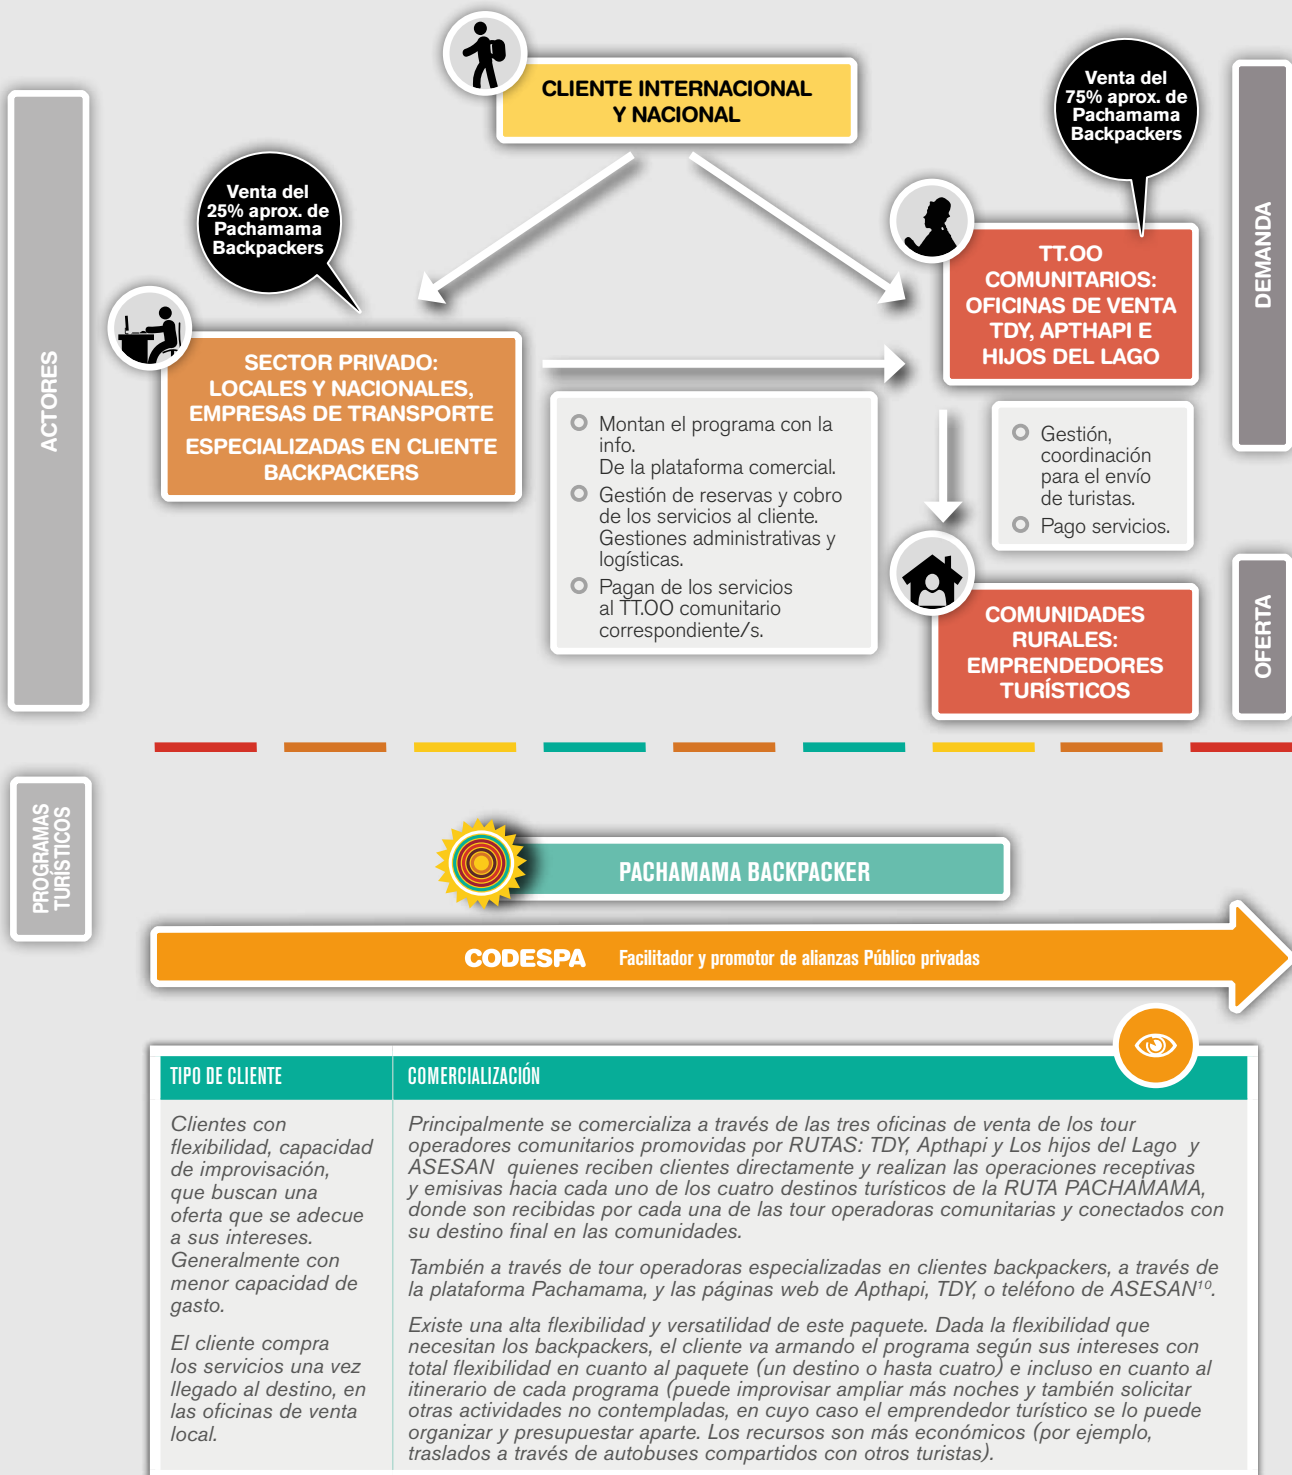 CLIENTE INTERNACIONAL
Y NACIONAL
Venta del
75% aprox. de
Pachamama
Backpackers
Venta del
25% aprox. de
Pachamama
Backpackers
ACTORES
DEMANDA
TT.OO
COMUNITARIOS:
OFICINAS DE VENTA
TDY, APTHAPI E
HIJOS DEL LAGO
SECTOR PRIVADO:
LOCALES Y NACIONALES,
EMPRESAS DE TRANSPORTE
ESPECIALIZADAS EN CLIENTE
BACKPACKERS
Montan el programa con la
info.
De la plataforma comercial.
Gestión de reservas y cobro
de los servicios al cliente.
Gestiones administrativas y
logísticas.
Pagan de los servicios
al TT.OO comunitario
correspondiente/s.
Gestión,
coordinación
para el envío
de turistas.
Pago servicios.
COMUNIDADES
RURALES:
EMPRENDEDORES
TURÍSTICOS
OFERTA
PROGRAMAS
TURÍSTICOS
PACHAMAMA BACKPACKER
CODESPA Facilitador y promotor de alianzas Público privadas
TIPO DE CLIENTE
Clientes con
flexibilidad, capacidad
de improvisación,
que buscan una
oferta que se adecue
a sus intereses.
Generalmente con
menor capacidad de
gasto.
El cliente compra
los servicios una vez
llegado al destino, en
las oficinas de venta
local.
COMERCIALIZACIÓN
Principalmente se comercializa a través de las tres oficinas de venta de los tour
operadores comunitarios promovidas por RUTAS: TDY, Apthapi y Los hijos del Lago y
ASESAN quienes reciben clientes directamente y realizan las operaciones receptivas
y emisivas hacia cada uno de los cuatro destinos turísticos de la RUTA PACHAMAMA,
donde son recibidas por cada una de las tour operadoras comunitarias y conectados con
su destino final en las comunidades.
También a través de tour operadoras especializadas en clientes backpackers, a través de
la plataforma Pachamama, y las páginas web de Apthapi, TDY, o teléfono de ASESAN¹⁰.
Existe una alta flexibilidad y versatilidad de este paquete. Dada la flexibilidad que
necesitan los backpackers, el cliente va armando el programa según sus intereses con
total flexibilidad en cuanto al paquete (un destino o hasta cuatro) e incluso en cuanto al
itinerario de cada programa (puede improvisar ampliar más noches y también solicitar
otras actividades no contempladas, en cuyo caso el emprendedor turístico se lo puede
organizar y presupuestar aparte. Los recursos son más económicos (por ejemplo,
traslados a través de autobuses compartidos con otros turistas).